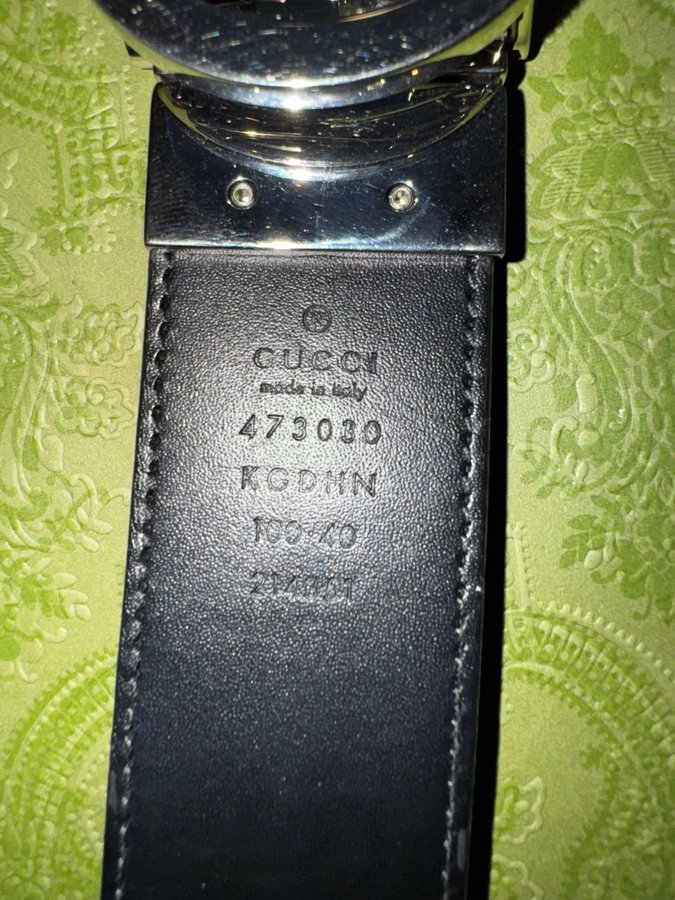 GUCCI
made in italy
473030
KGDHN
100·40